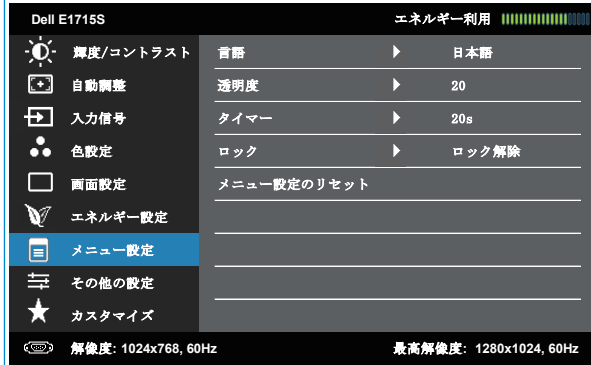 Dell E1715S エネルギー利用
輝度/コントラスト 言語 日本語
自動調整 透明度 20
入力信号 タイマー 20s
色設定 ロック ロック解除
画面設定 メニュー設定のリセット
エネルギー設定
メニュー設定
その他の設定
カスタマイズ
解像度: 1024x768, 60Hz 最高解像度: 1280x1024, 60Hz